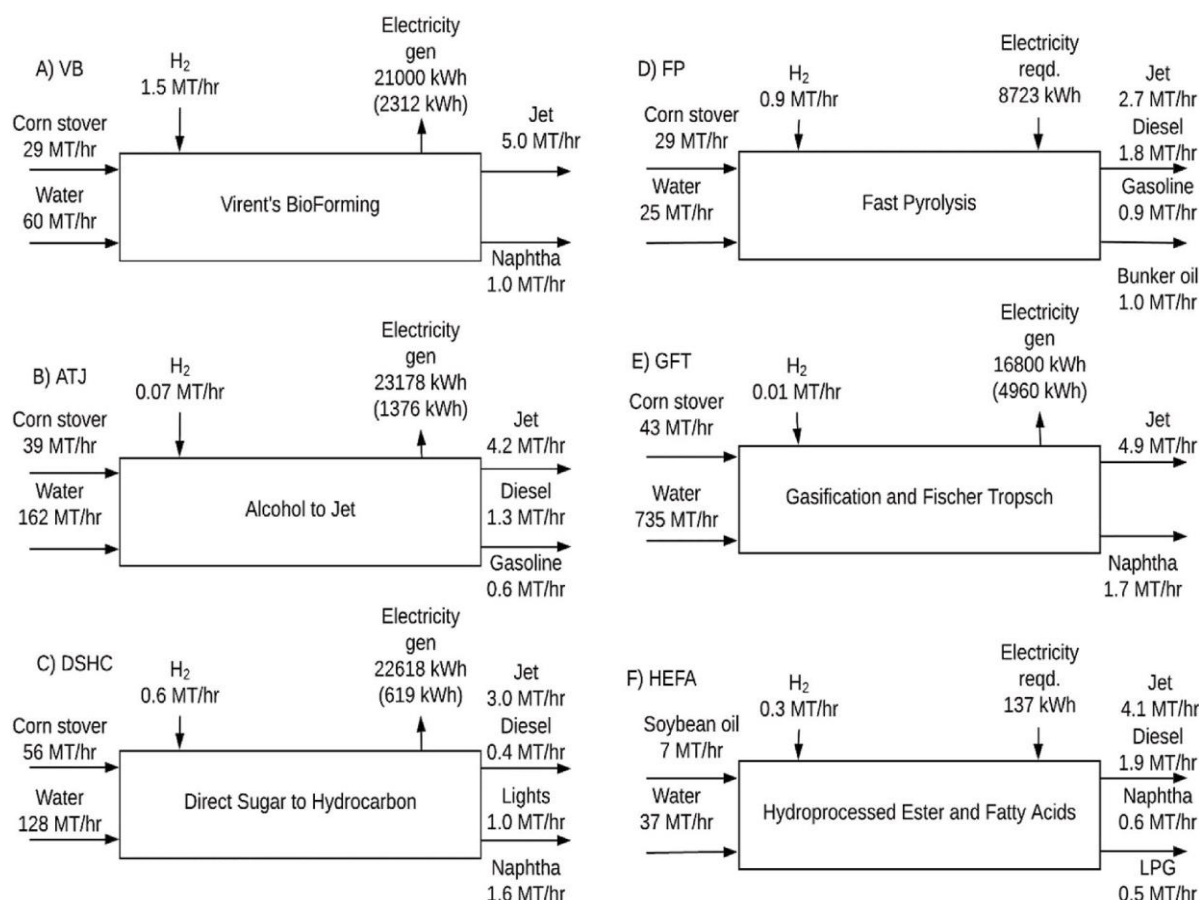 A) VB
H₂
1.5 MT/hr
Electricity
gen
21000 kWh
(2312 kWh)
Corn stover
29 MT/hr
Water
60 MT/hr
Virent's BioForming
Jet
5.0 MT/hr
Naphtha
1.0 MT/hr
B) ATJ
H₂
0.07 MT/hr
Electricity
gen
23178 kWh
(1376 kWh)
Corn stover
39 MT/hr
Water
162 MT/hr
Alcohol to Jet
Jet
4.2 MT/hr
Diesel
1.3 MT/hr
Gasoline
0.6 MT/hr
C) DSHC
H₂
0.6 MT/hr
Electricity
gen
22618 kWh
(619 kWh)
Corn stover
56 MT/hr
Water
128 MT/hr
Direct Sugar to Hydrocarbon
Jet
3.0 MT/hr
Diesel
0.4 MT/hr
Lights
1.0 MT/hr
Naphtha
1.6 MT/hr
D) FP
H₂
0.9 MT/hr
Electricity
reqd.
8723 kWh
Corn stover
29 MT/hr
Water
25 MT/hr
Fast Pyrolysis
Jet
2.7 MT/hr
Diesel
1.8 MT/hr
Gasoline
0.9 MT/hr
Bunker oil
1.0 MT/hr
E) GFT
H₂
0.01 MT/hr
Electricity
gen
16800 kWh
(4960 kWh)
Corn stover
43 MT/hr
Water
735 MT/hr
Gasification and Fischer Tropsch
Jet
4.9 MT/hr
Naphtha
1.7 MT/hr
F) HEFA
H₂
0.3 MT/hr
Electricity
reqd.
137 kWh
Soybean oil
7 MT/hr
Water
37 MT/hr
Hydroprocessed Ester and Fatty Acids
Jet
4.1 MT/hr
Diesel
1.9 MT/hr
Naphtha
0.6 MT/hr
LPG
0.5 MT/hr